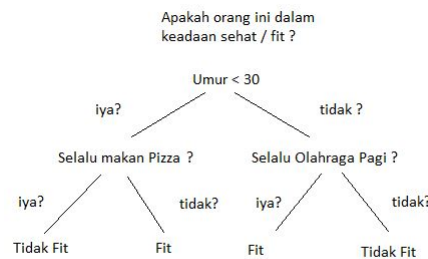 Apakah orang ini dalam
keadaan sehat / fit ?
Umur < 30
iya?
tidak ?
Selalu makan Pizza ?
Selalu Olahraga Pagi ?
iya?
tidak?
iya?
tidak?
Tidak Fit
Fit
Fit
Tidak Fit